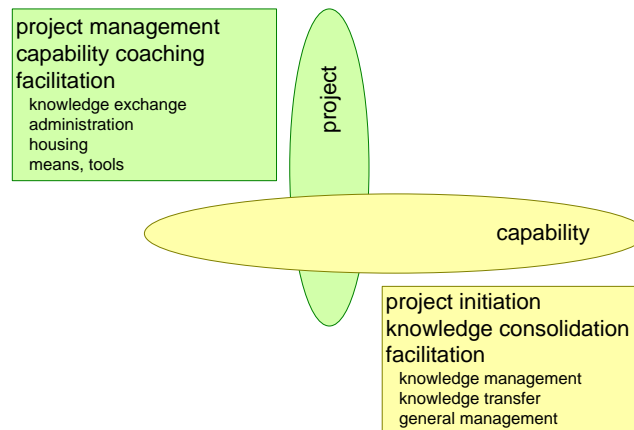 project management
capability coaching
facilitation
knowledge exchange
administration
housing
means, tools
project
capability
project initiation
knowledge consolidation
facilitation
knowledge management
knowledge transfer
general management